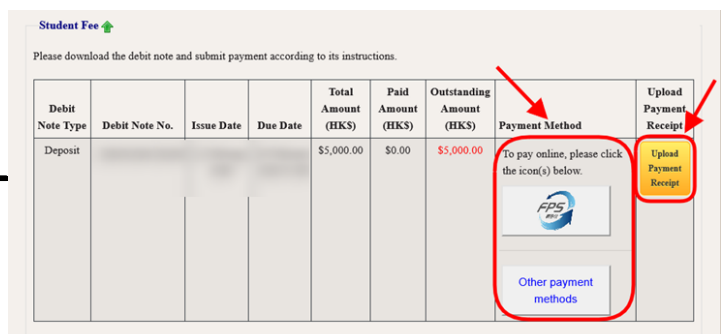 Student Fee
Please download the debit note and submit payment according to its instructions.
Debit Note Type
Debit Note No.
Issue Date
Due Date
Total Amount (HK$)
Paid Amount (HK$)
Outstanding Amount (HK$)
Payment Method
Upload Payment Receipt
Deposit
$5,000.00
$0.00
$5,000.00
To pay online, please click
the icon(s) below.
FPS
Other payment
methods
Upload
Payment
Receipt